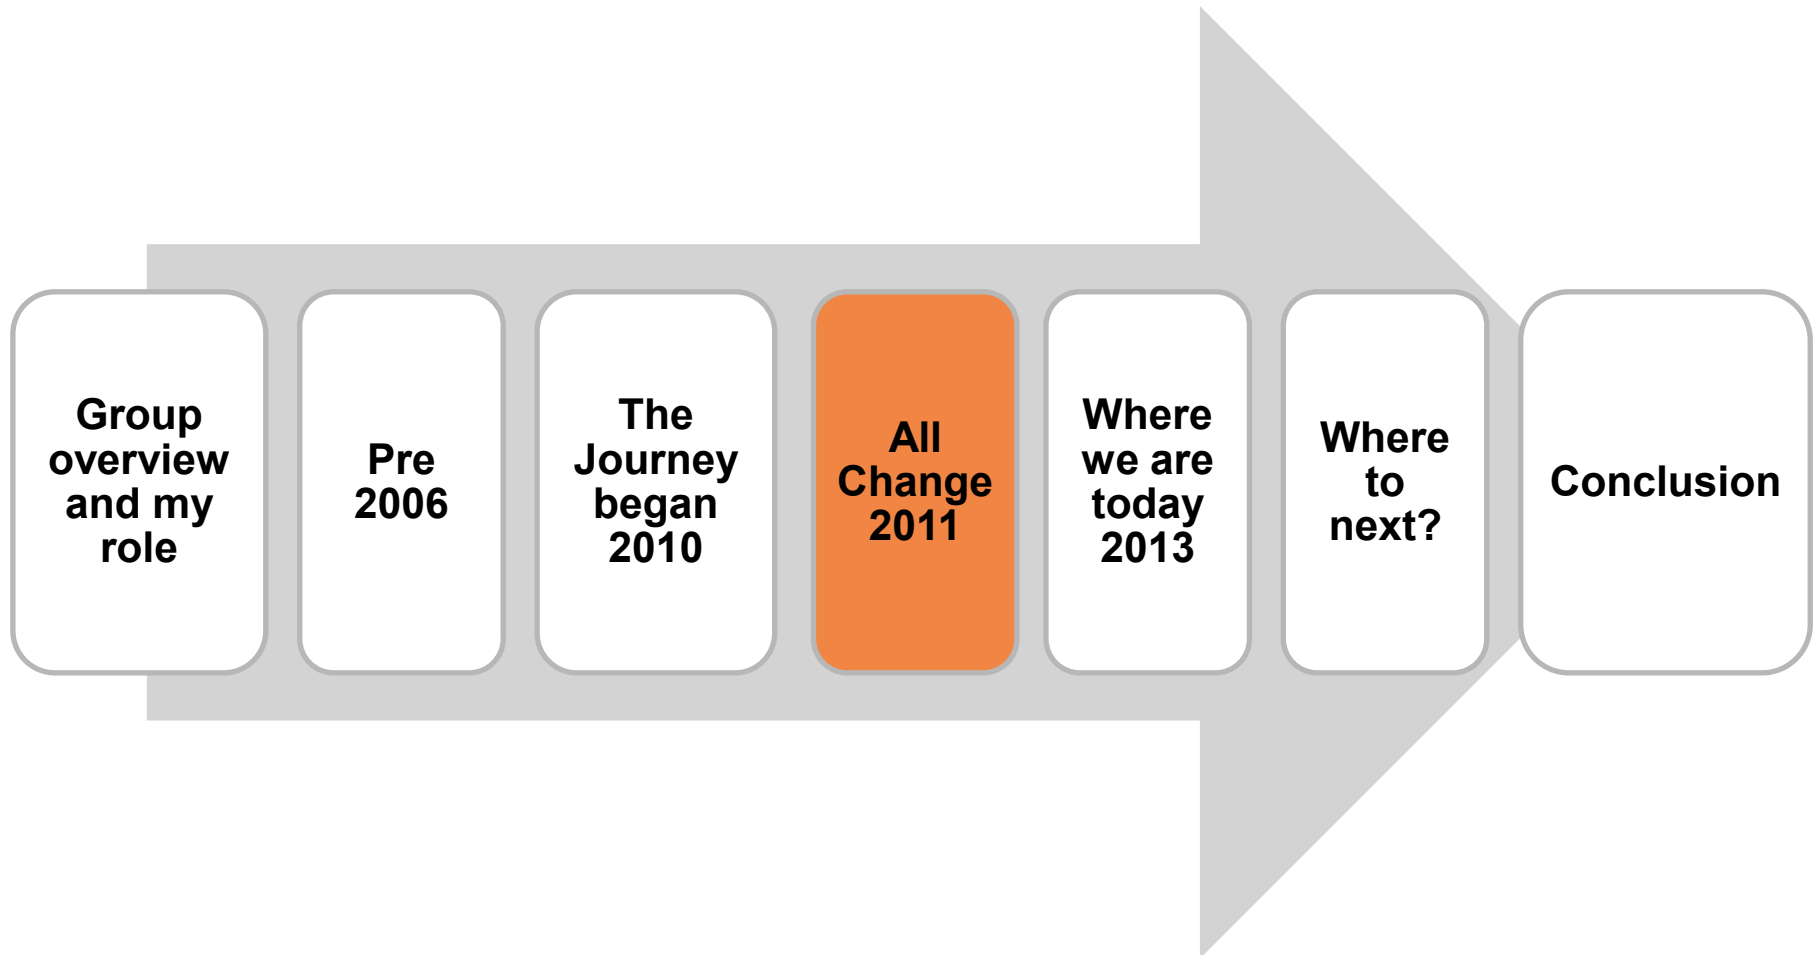 Group
overview
and my
role
Pre
2006
The
Journey
began
2010
All
Change
2011
Where
we are
today
2013
Where
to
next?
Conclusion